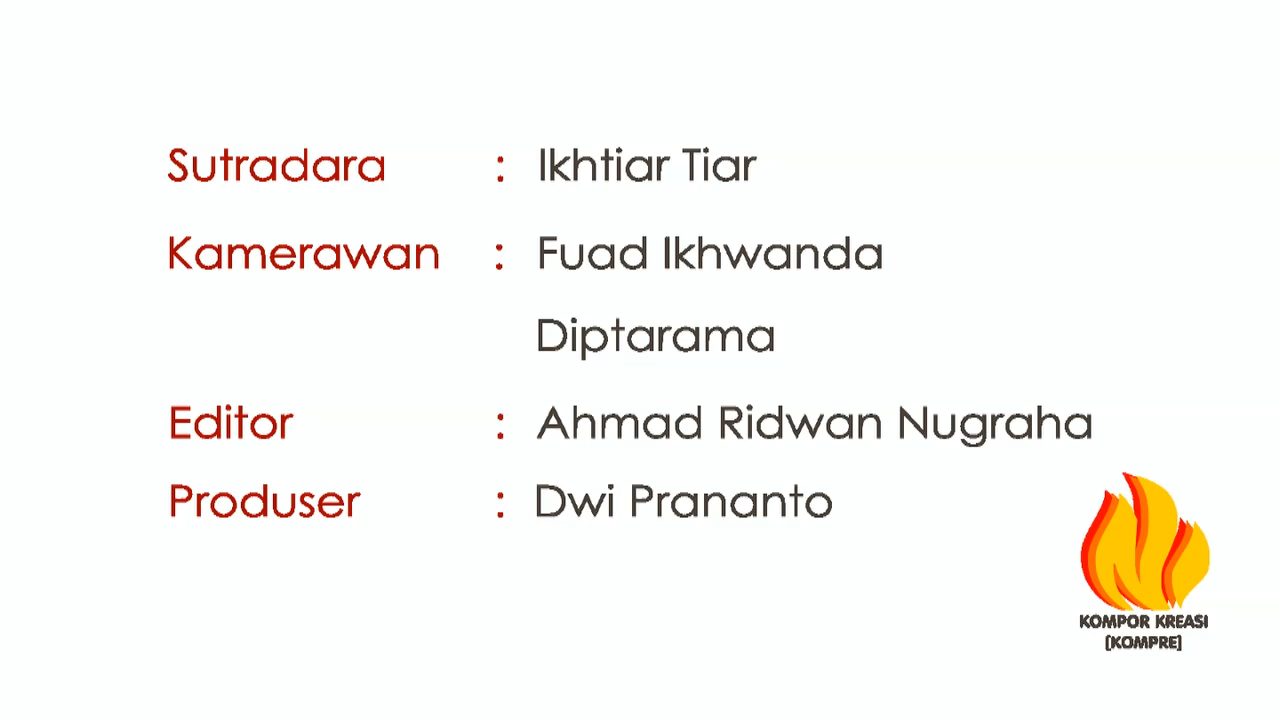 Sutradara : Ikhtiar Tiar
Kamerawan : Fuad Ikhwanda
Diptarama
Editor : Ahmad Ridwan Nugraha
Produser : Dwi Prananto
KOMPOR KREASI
[KOMPRE]